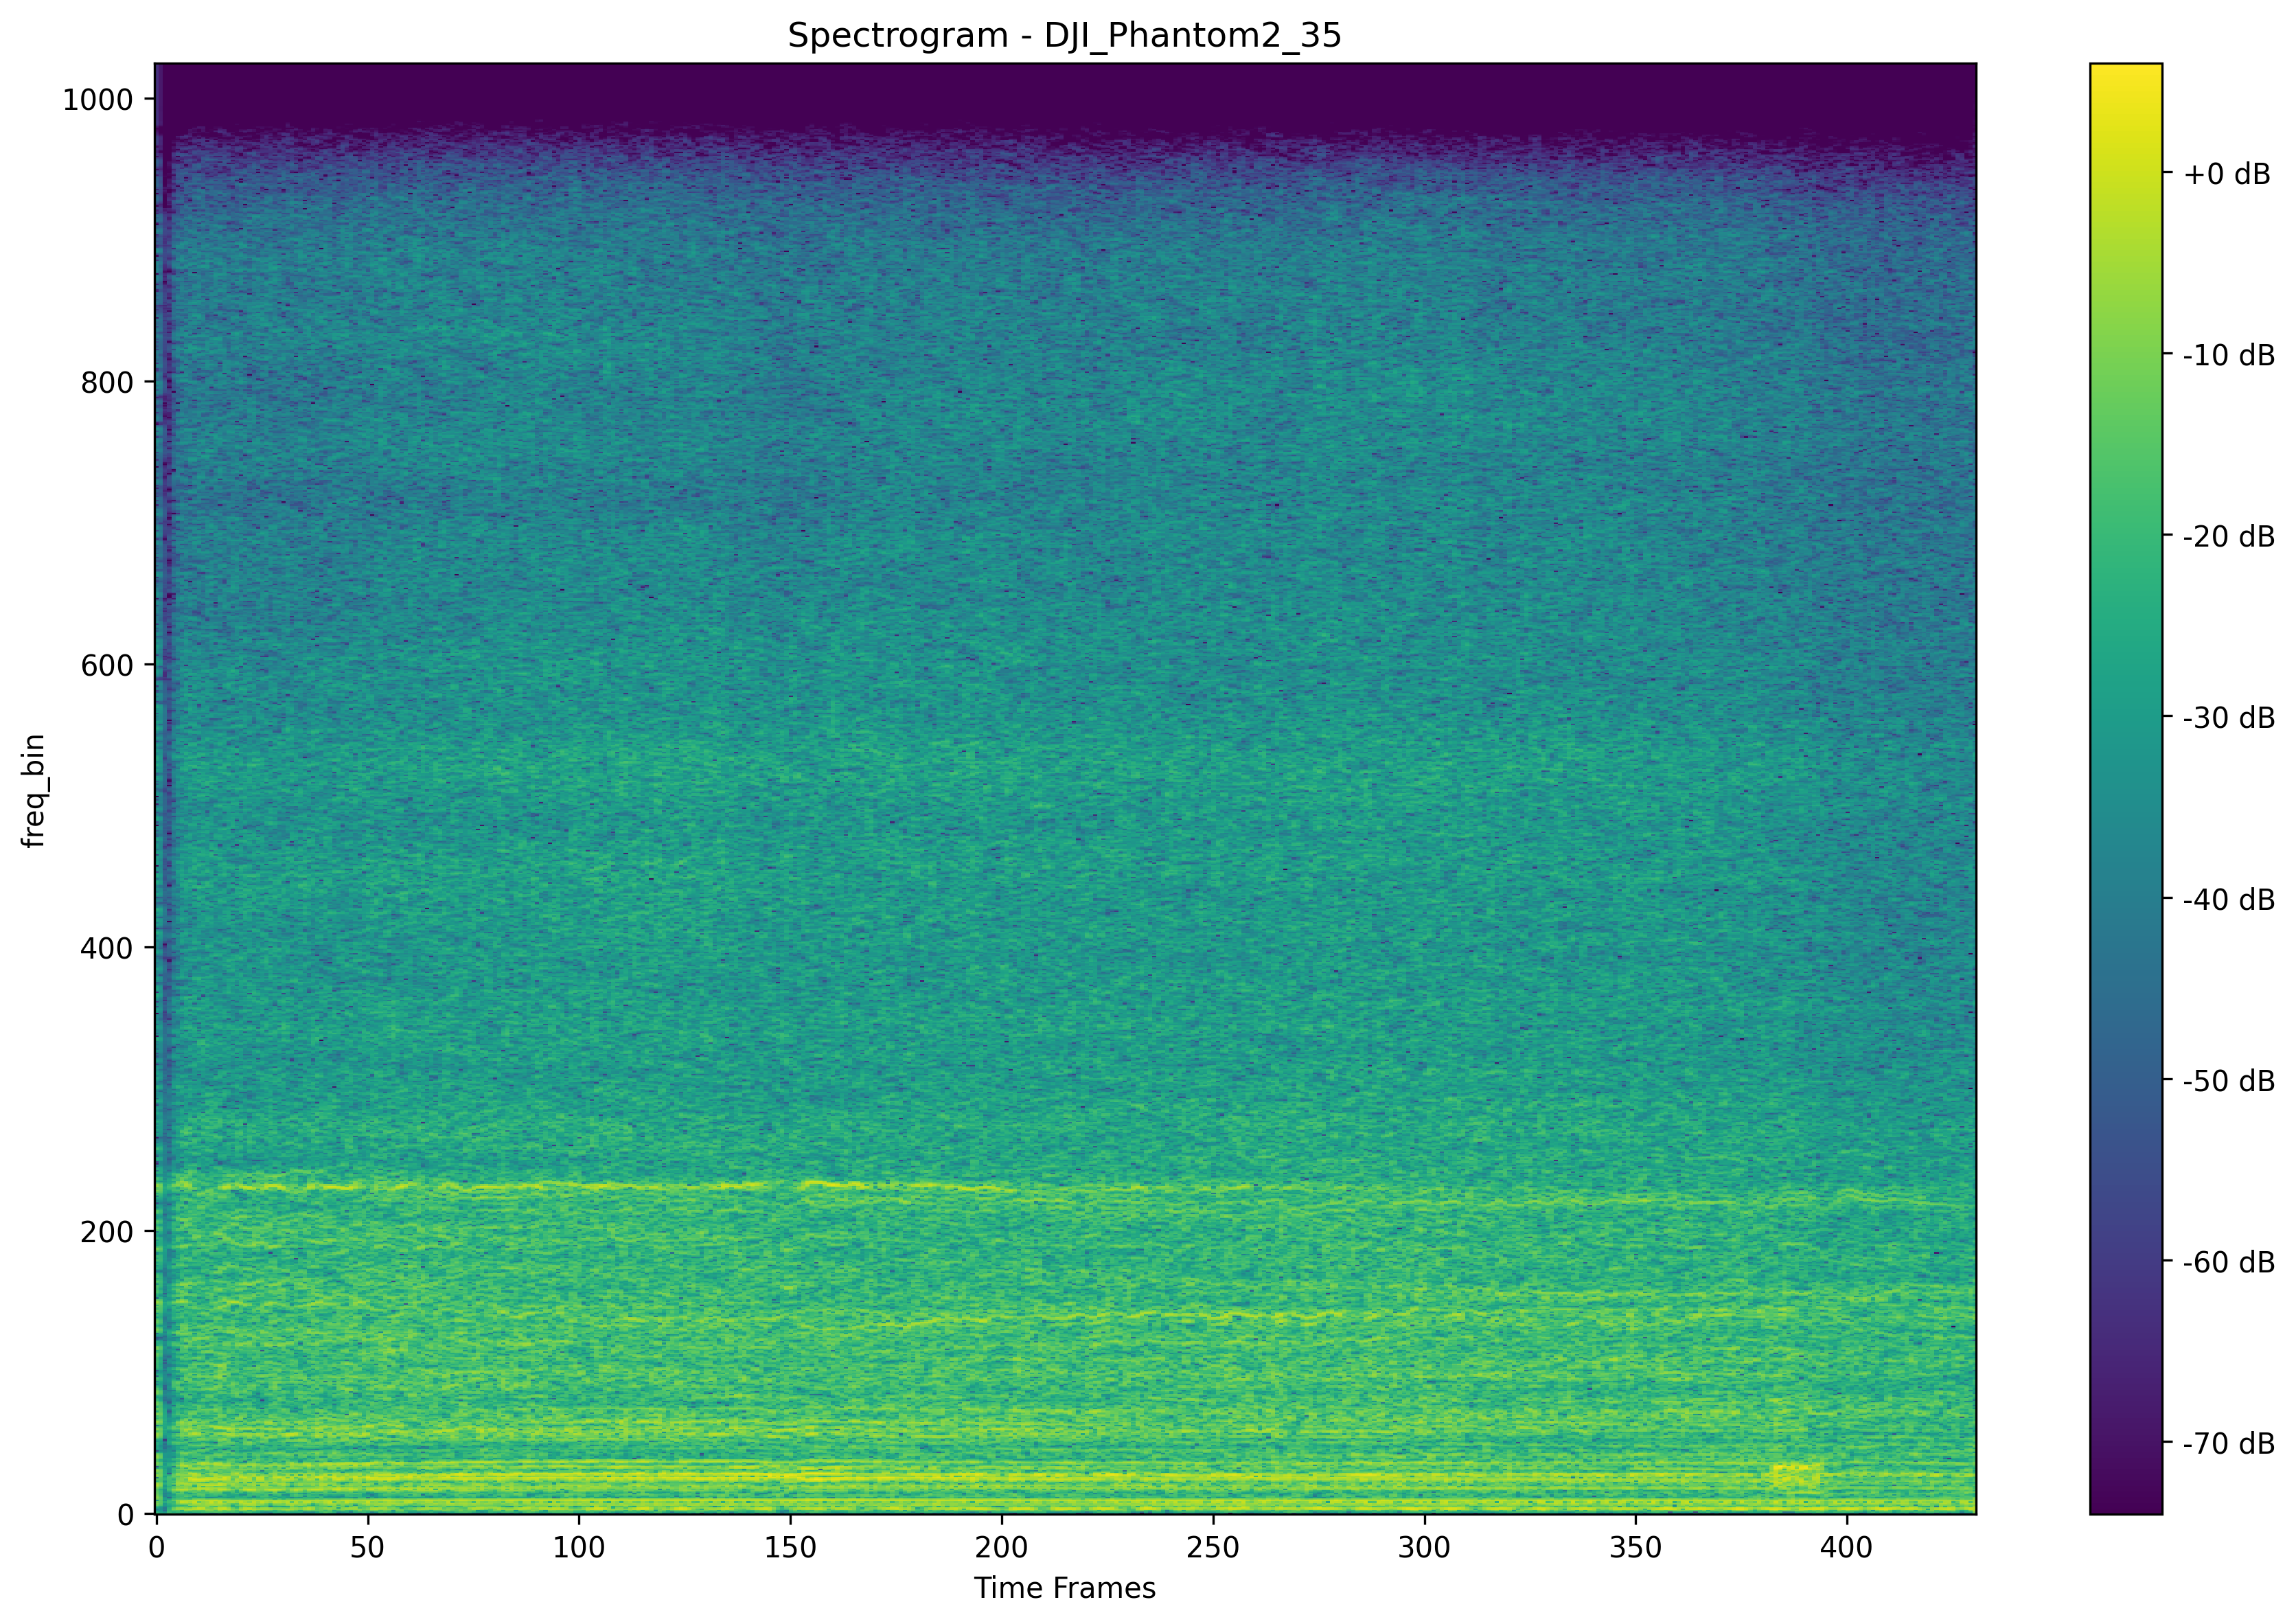 Spectrogram - DJI_Phantom2_35
1000
800
600
400
200
0
freq_bin
0 50 100 150 200 250 300 350 400
Time Frames
+0 dB
-10 dB
-20 dB
-30 dB
-40 dB
-50 dB
-60 dB
-70 dB